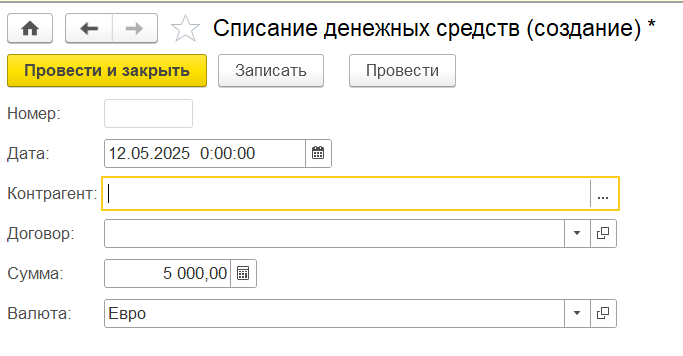 Списание денежных средств (создание) *
Провести и закрыть Записать Провести
Номер:
Дата: 12.05.2025 0:00:00
Контрагент: ...
Договор:
Сумма: 5 000,00
Валюта: Евро